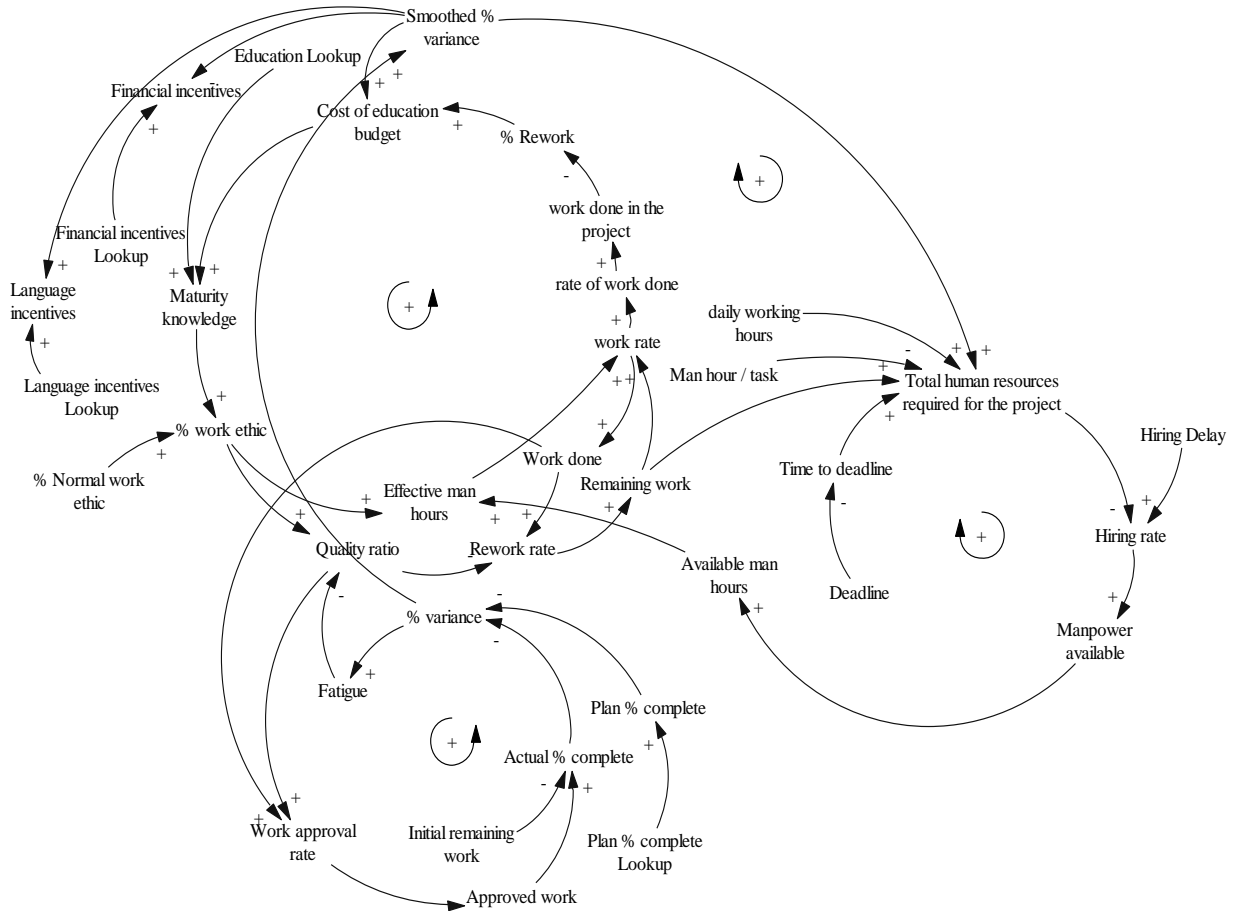 Smoothed %
variance
Education Lookup
Financial incentives
-
+
+
+
Cost of education
budget
+
% Rework
-
+
work done in the
project
Financial incentives
Lookup
+
+
+
+
rate of work done
Language
incentives
Maturity
knowledge
+
+
daily working
hours
+
work rate
-
+
+
Man hour / task
+
+
+
Total human resources
required for the project
Language incentives
Lookup
+
% work ethic
+
+
Hiring Delay
+
% Normal work
ethic
Work done
Time to deadline
Remaining work
Effective man
hours
+
+
-
+
-
+
+
+
+
Hiring rate
+
Quality ratio
-
Rework rate
Available man
hours
Deadline
-
-
+
+
% variance
-
Manpower
available
+
Fatigue
Plan % complete
+
+
Actual % complete
-
+
+
+
Work approval
rate
Initial remaining
work
Plan % complete
Lookup
Approved work